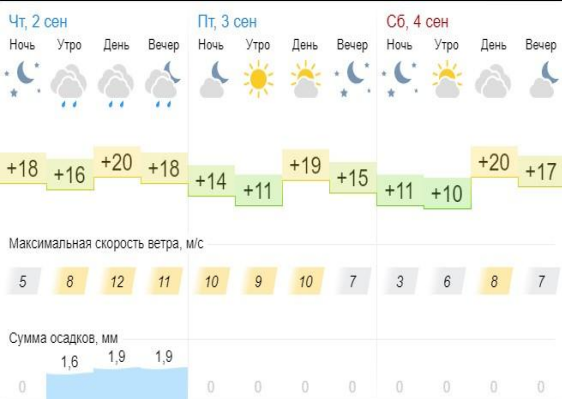 Чт, 2 сен Пт, 3 сен Сб, 4 сен
Ночь Утро День Вечер Ночь Утро День Вечер Ночь Утро День Вечер
+18 +16 +20 +18 +14 +11 +19 +15 +11 +10 +20 +17
Максимальная скорость ветра, м/с
5 8 12 11 10 9 10 7 3 6 8 7
Сумма осадков, мм
0 1,6 1,9 1,9 0 0 0 0 0 0 0 0